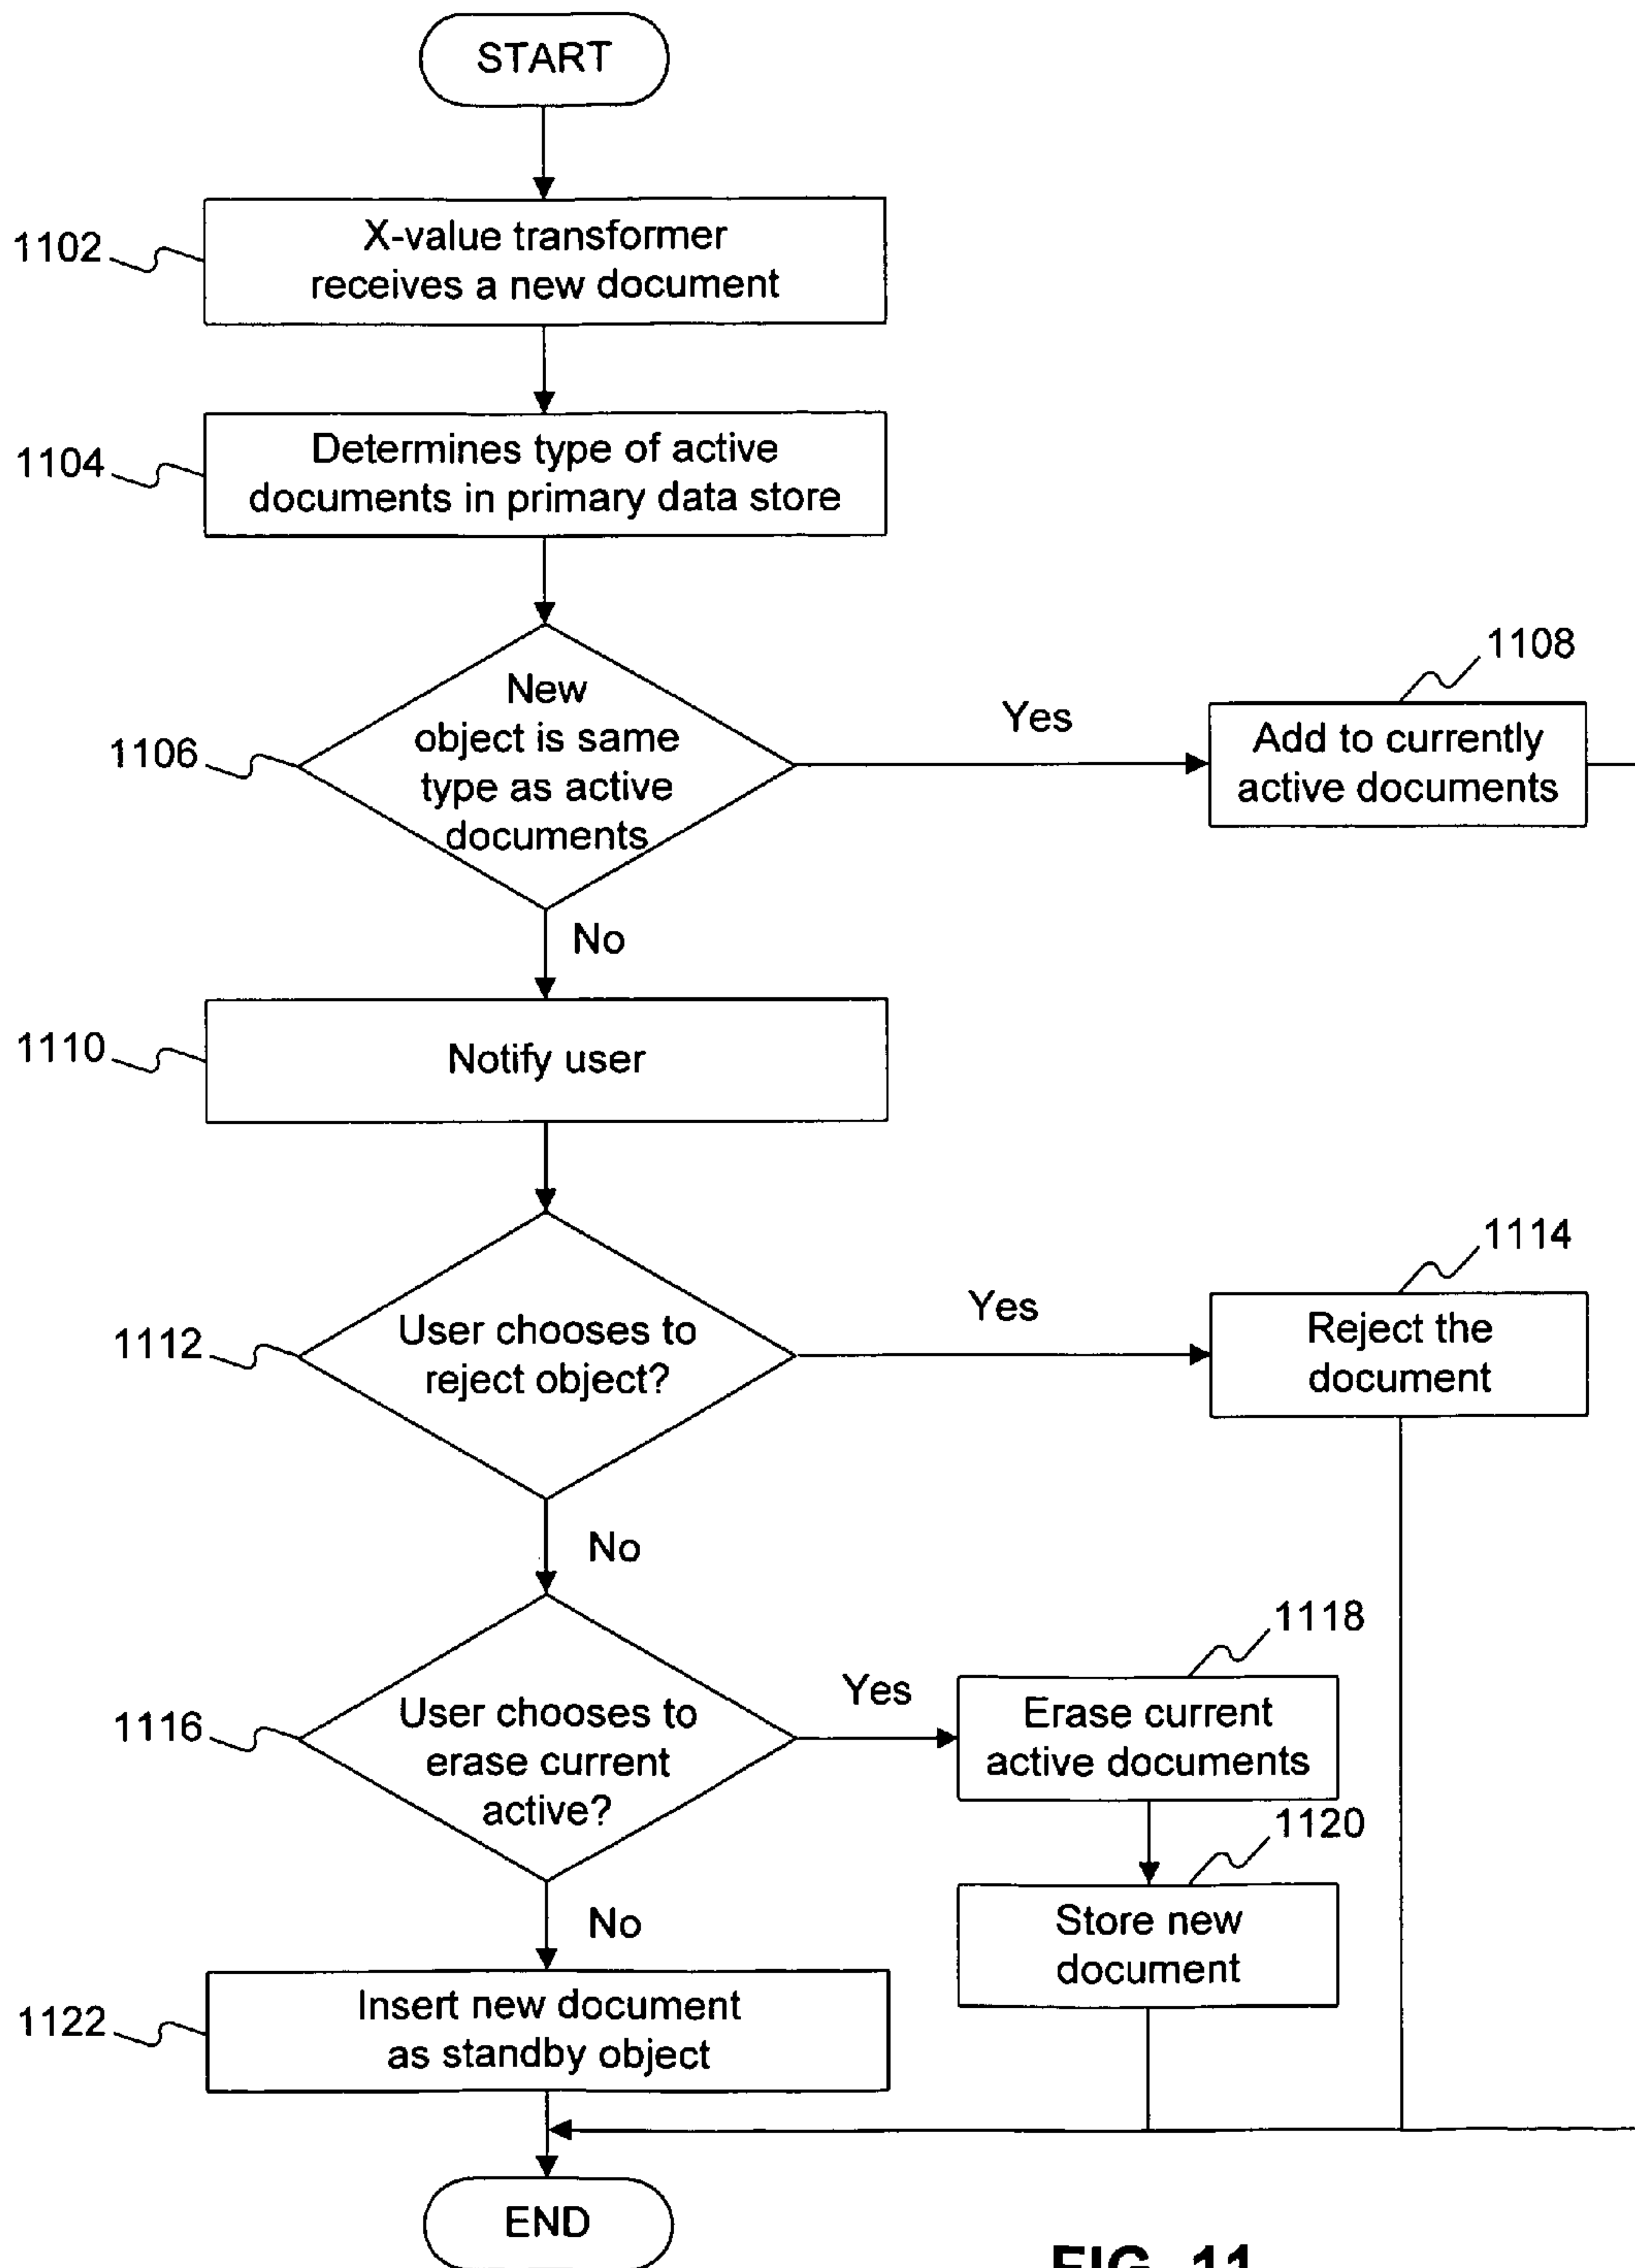 START
1102
X-value transformer
receives a new document
1104
Determines type of active
documents in primary data store
1106
New
object is same
type as active
documents
Yes
1108
Add to currently
active documents
No
1110
Notify user
1112
User chooses to
reject object?
Yes
1114
Reject the
document
No
1116
User chooses to
erase current
active?
Yes
1118
Erase current
active documents
1120
Store new
document
No
1122
Insert new document
as standby object
END
FIG. 11